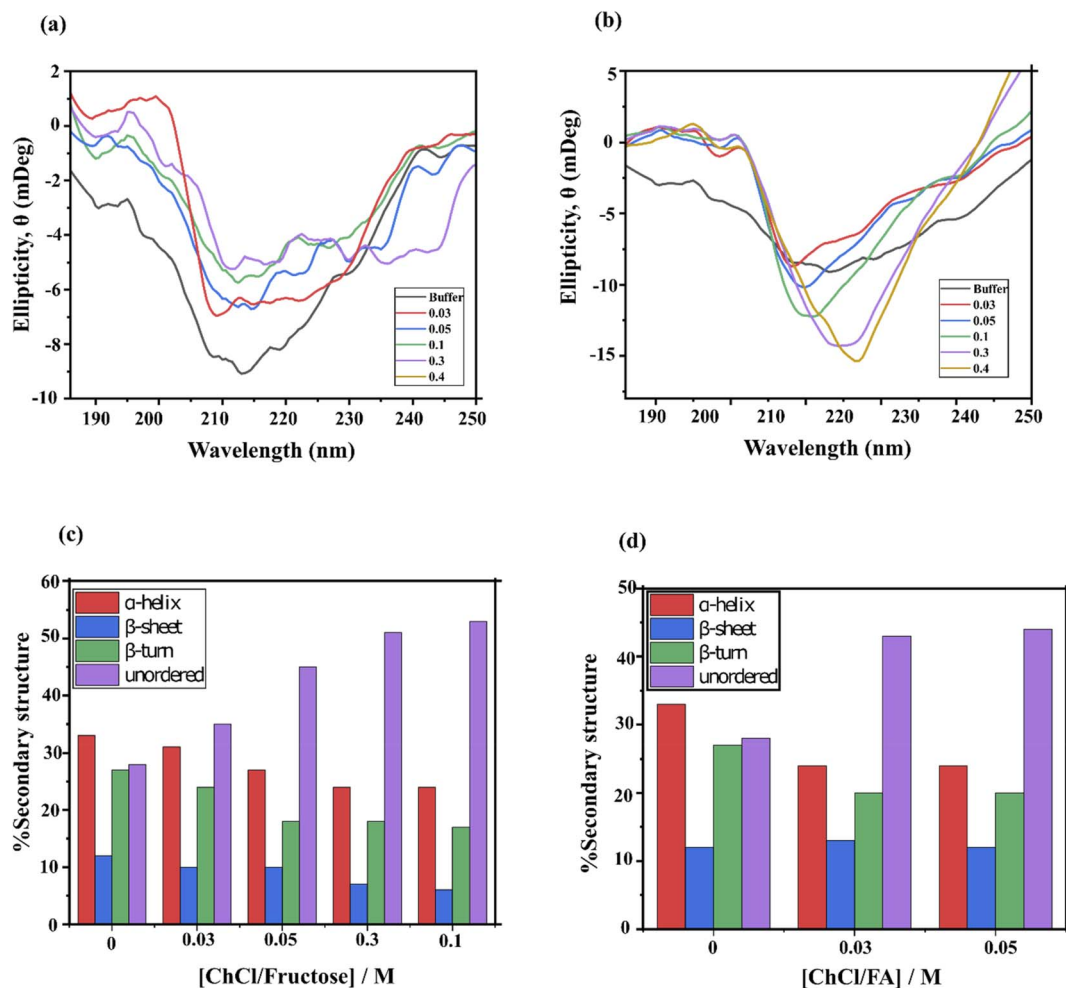 (a)
2
0
-2
-4
-6
-8
-10
Ellipticity, θ (mDeg)
190 200 210 220 230 240 250
Wavelength (nm)
Buffer
0.03
0.05
0.1
0.3
0.4
(b)
5
0
-5
-10
-15
Ellipticity, θ (mDeg)
190 200 210 220 230 240 250
Wavelength (nm)
Buffer
0.03
0.05
0.1
0.3
0.4
(c)
60
50
40
30
20
10
0
%Secondary structure
α-helix
β-sheet
β-turn
unordered
0 0.03 0.05 0.3 0.1
[ChCl/Fructose] / M
(d)
50
40
30
20
10
0
%Secondary structure
α-helix
β-sheet
β-turn
unordered
0 0.03 0.05
[ChCl/FA] / M